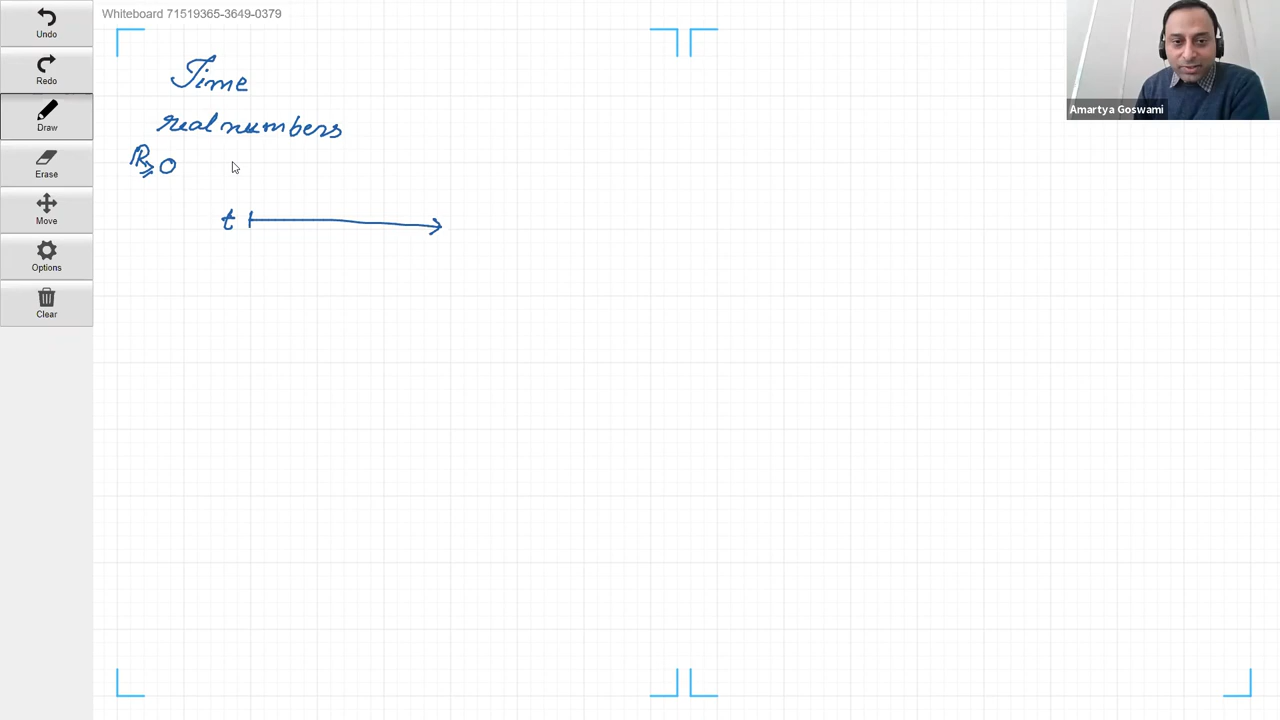 Whiteboard 71519365-3649-0379
Undo
Redo
Draw
Erase
Move
Options
Clear
Time
real numbers
ℝ≥0
t
Amartya Goswami